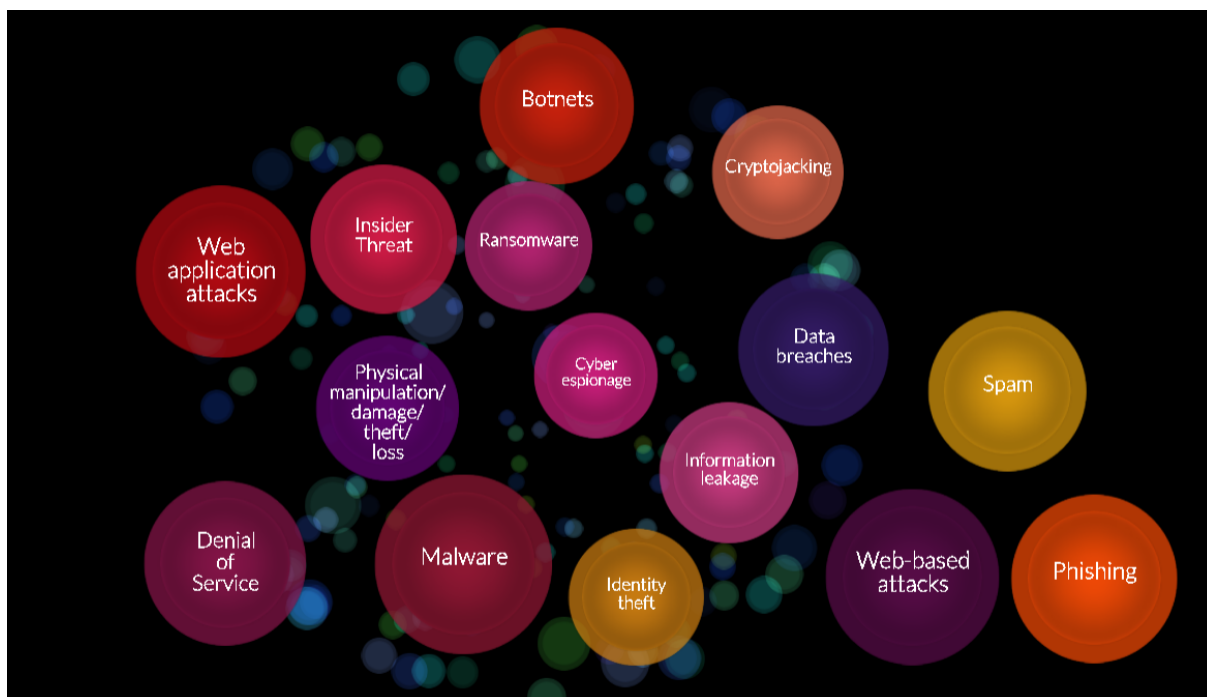 Botnets
Cryptojacking
Insider
Threat
Ransomware
Web
application
attacks
Data
breaches
Physical
manipulation/
damage/
theft/
loss
Cyber
espionage
Spam
Information
leakage
Denial
of
Service
Malware
Identity
theft
Web-based
attacks
Phishing